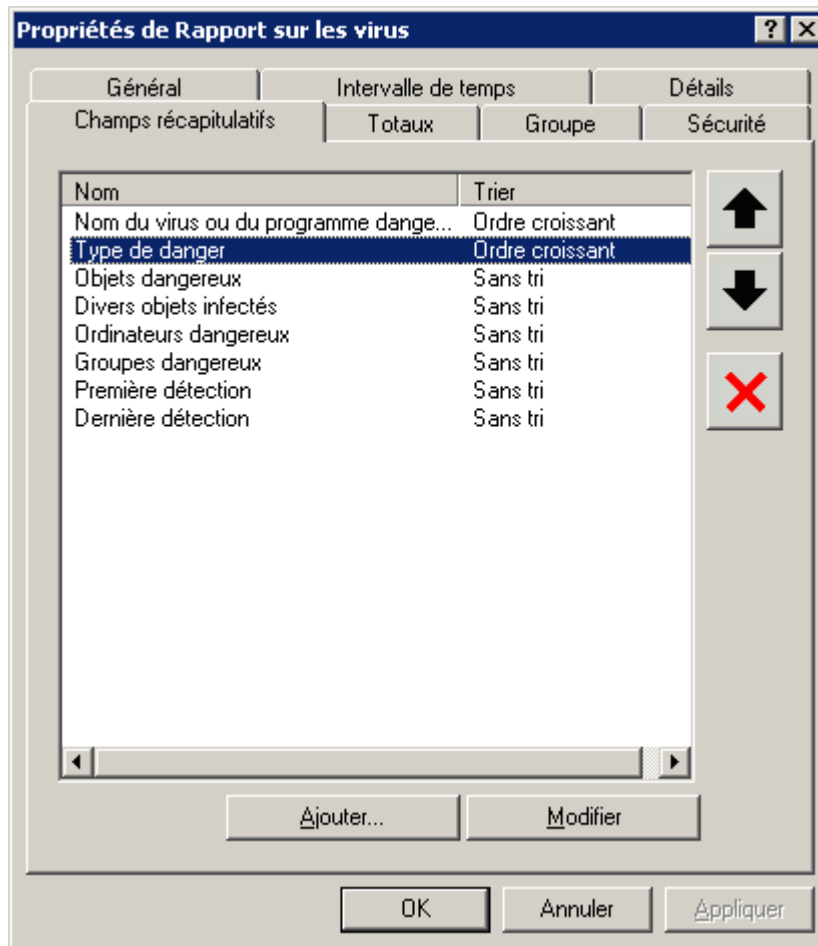 Propriétés de Rapport sur les virus
Général Intervalle de temps Détails
Champs récapitulatifs Totaux Groupe Sécurité
Nom Trier
Nom du virus ou du programme dange... Ordre croissant
Type de danger Ordre croissant
Objets dangereux Sans tri
Divers objets infectés Sans tri
Ordinateurs dangereux Sans tri
Groupes dangereux Sans tri
Première détection Sans tri
Dernière détection Sans tri
Ajouter... Modifier
OK Annuler Appliquer